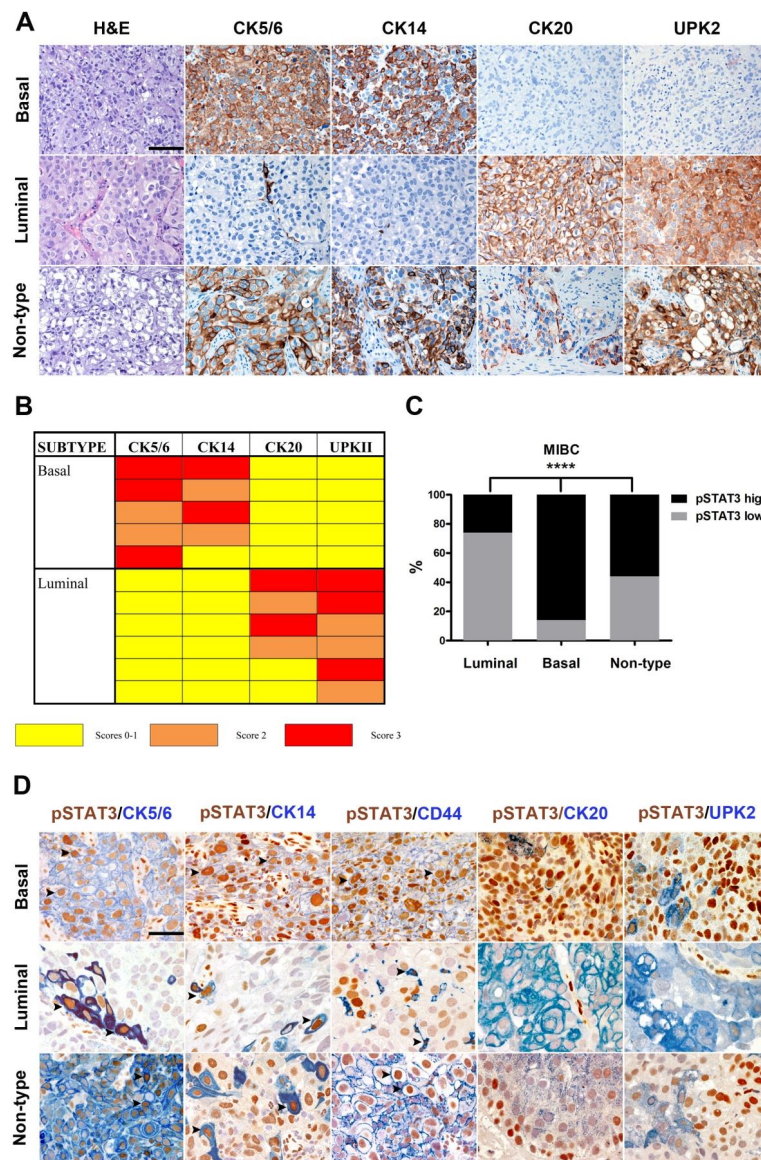 A
H&E CK5/6 CK14 CK20 UPK2
Basal
Luminal
Non-type
B
SUBTYPE CK5/6 CK14 CK20 UPKII
Basal
Luminal
Scores 0-1 Score 2 Score 3
C
MIBC
****
100
80
60
40
20
0
%
Luminal Basal Non-type
pSTAT3 high
pSTAT3 low
D
pSTAT3/CK5/6 pSTAT3/CK14 pSTAT3/CD44 pSTAT3/CK20 pSTAT3/UPK2
Basal
Luminal
Non-type